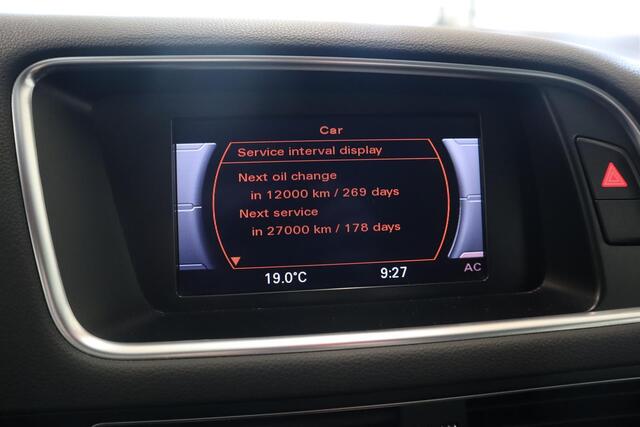 Car
Service interval display
Next oil change
in 12000 km / 269 days
Next service
in 27000 km / 178 days
19.0°C
9:27
AC